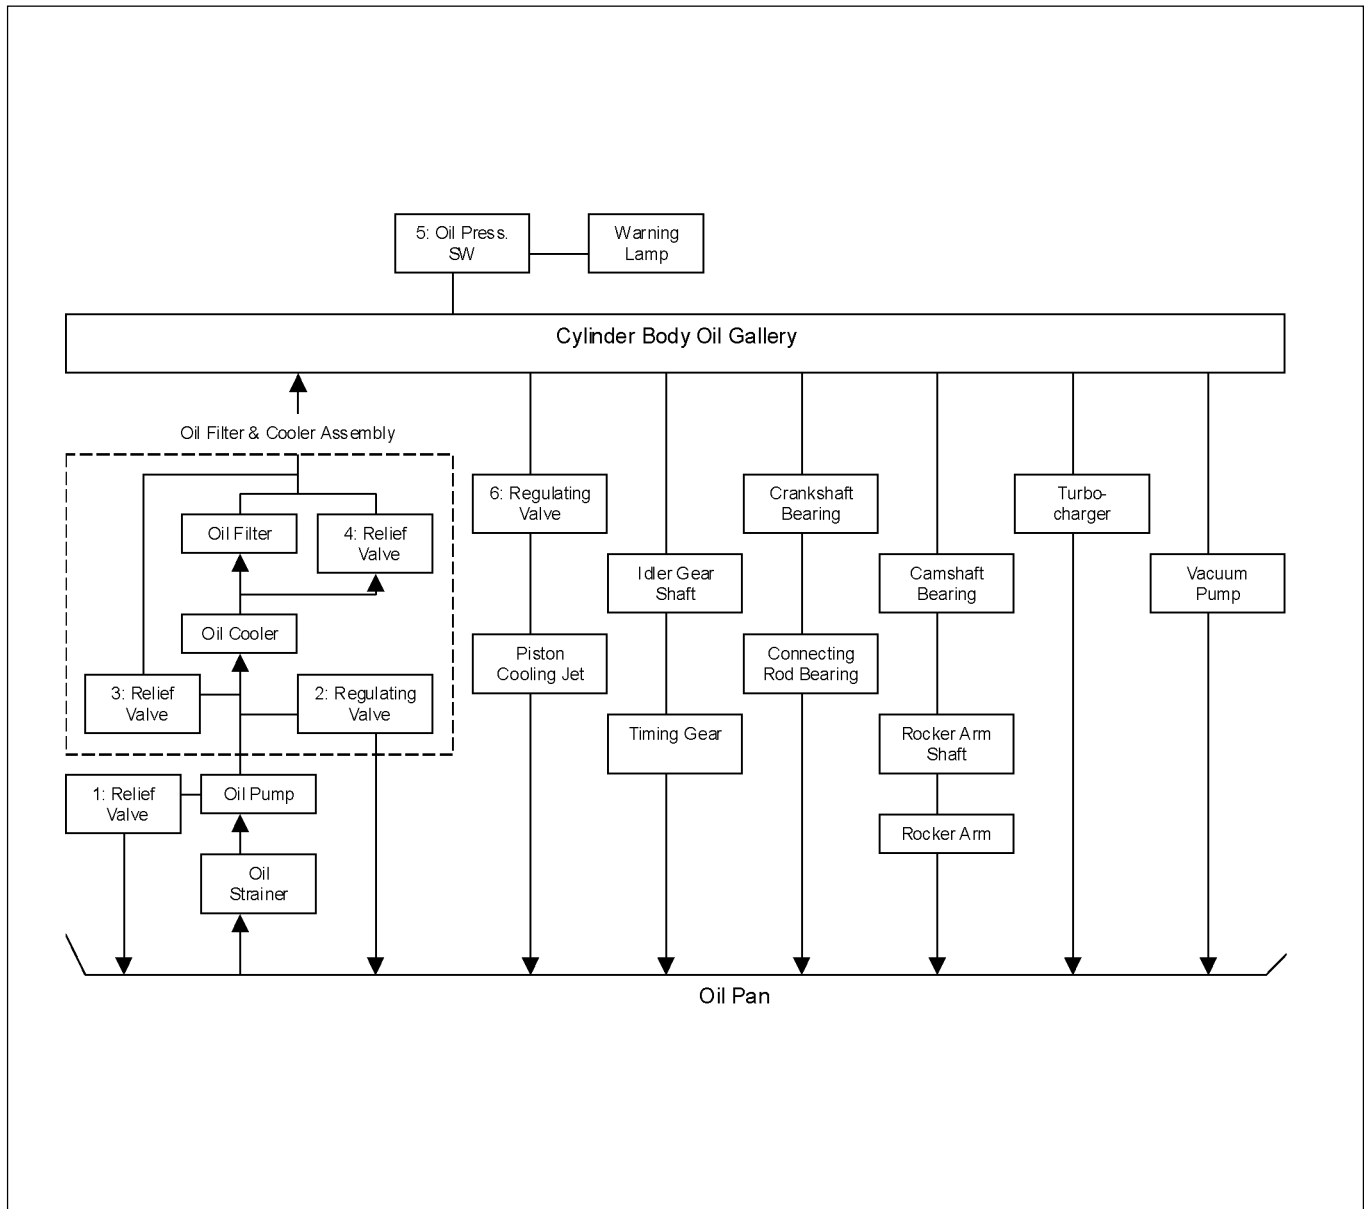 5: Oil Press.
SW
Warning
Lamp
Cylinder Body Oil Gallery
Oil Filter & Cooler Assembly
Oil Filter
4: Relief
Valve
Oil Cooler
3: Relief
Valve
2: Regulating
Valve
1: Relief
Valve
Oil Pump
Oil
Strainer
6: Regulating
Valve
Piston
Cooling Jet
Idler Gear
Shaft
Timing Gear
Crankshaft
Bearing
Connecting
Rod Bearing
Camshaft
Bearing
Rocker Arm
Shaft
Rocker Arm
Turbo-
charger
Vacuum
Pump
Oil Pan